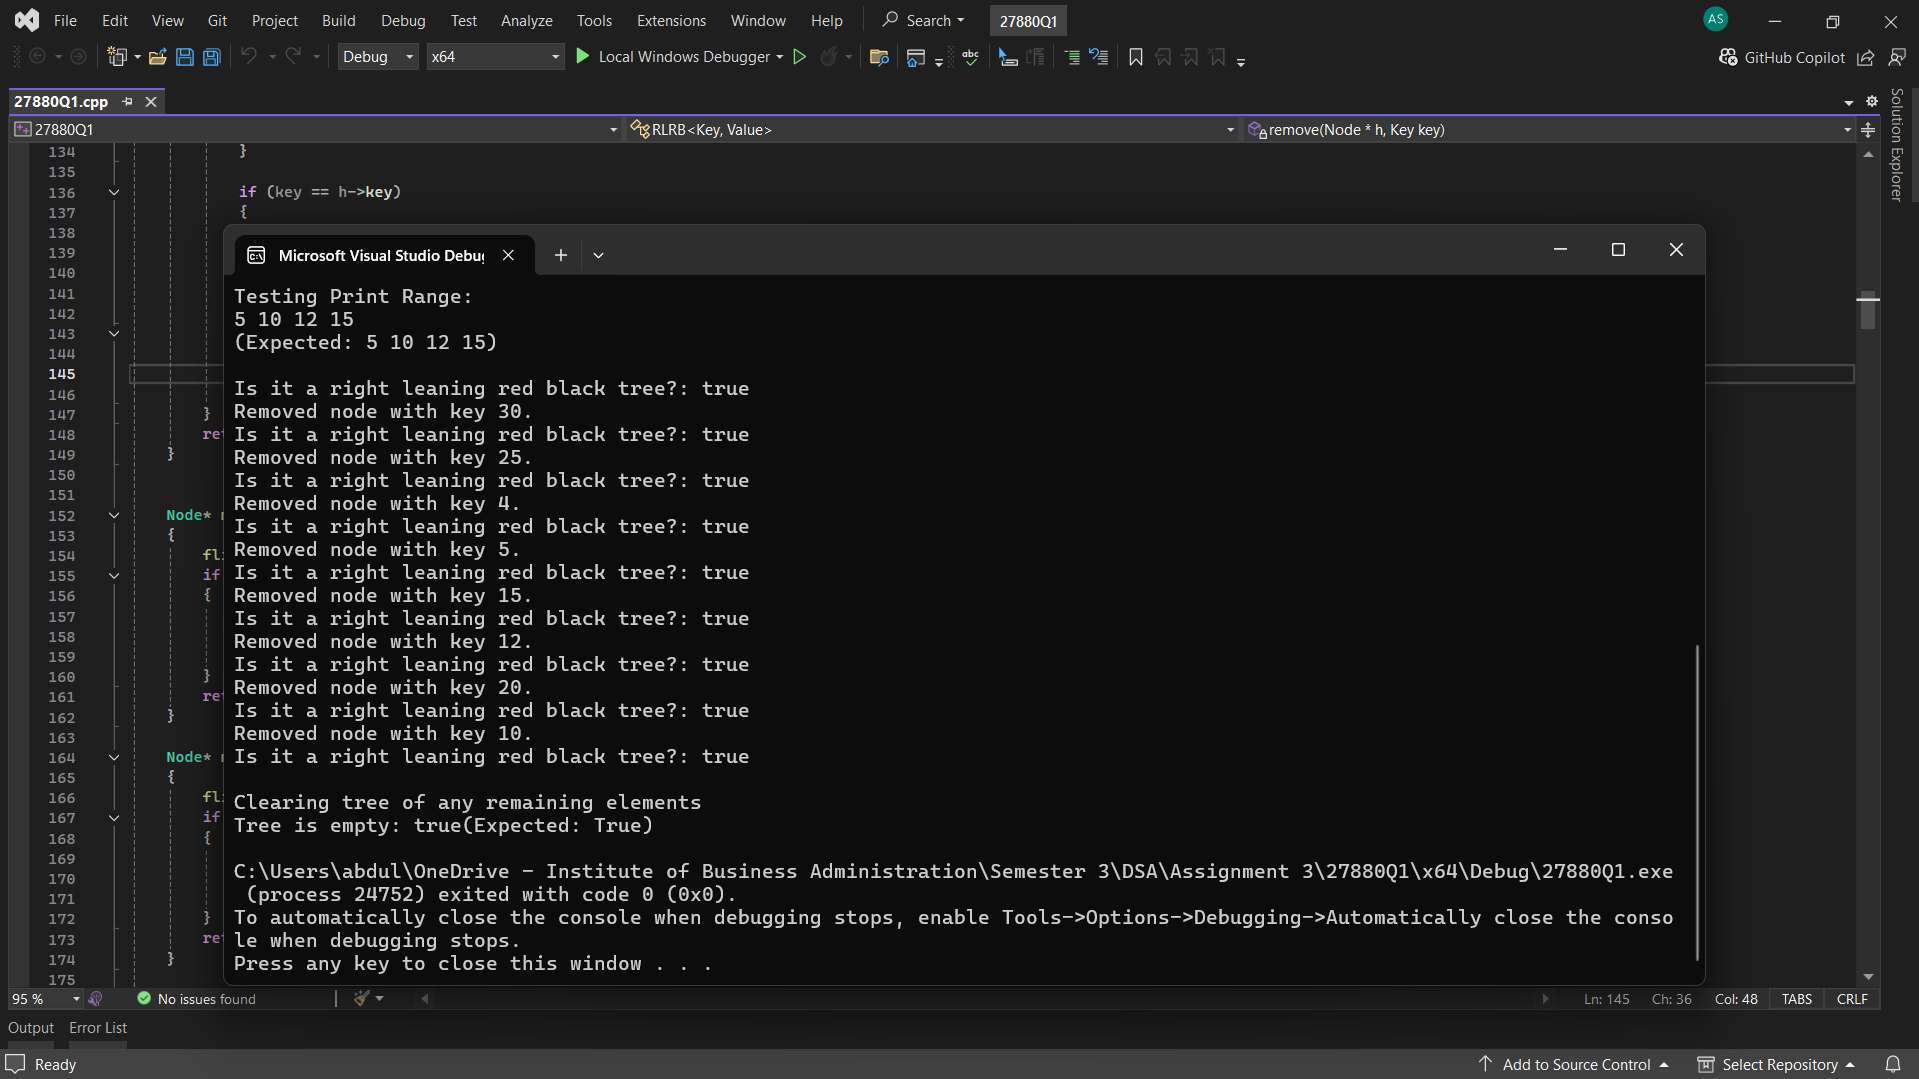 File Edit View Git Project Build Debug Test Analyze Tools Extensions Window Help Search 27880Q1 AS
Debug x64 Local Windows Debugger abc GitHub Copilot
27880Q1.cpp
27880Q1 RLRB<Key, Value> remove(Node * h, Key key)
Solution Explorer
134 }
135
136 if (key == h->key)
137 {
138
139
140
141
142
143
144
145
146
147 }
148
149 }
150
151
152 Node*
153 {
154
155 if
156 {
157
158
159
160 }
161
162 }
163
164 Node*
165 {
166
167 if
168 {
169
170
171
172 }
173
174 }
175
Microsoft Visual Studio Debu
Testing Print Range:
5 10 12 15
(Expected: 5 10 12 15)
Is it a right leaning red black tree?: true
Removed node with key 30.
Is it a right leaning red black tree?: true
Removed node with key 25.
Is it a right leaning red black tree?: true
Removed node with key 4.
Is it a right leaning red black tree?: true
Removed node with key 5.
Is it a right leaning red black tree?: true
Removed node with key 15.
Is it a right leaning red black tree?: true
Removed node with key 12.
Is it a right leaning red black tree?: true
Removed node with key 20.
Is it a right leaning red black tree?: true
Removed node with key 10.
Is it a right leaning red black tree?: true
Clearing tree of any remaining elements
Tree is empty: true(Expected: True)
C:\Users\abdul\OneDrive - Institute of Business Administration\Semester 3\DSA\Assignment 3\27880Q1\x64\Debug\27880Q1.exe
(process 24752) exited with code 0 (0x0).
To automatically close the console when debugging stops, enable Tools->Options->Debugging->Automatically close the conso
le when debugging stops.
Press any key to close this window . . .
95 % No issues found Ln: 145 Ch: 36 Col: 48 TABS CRLF
Output Error List
Ready Add to Source Control Select Repository